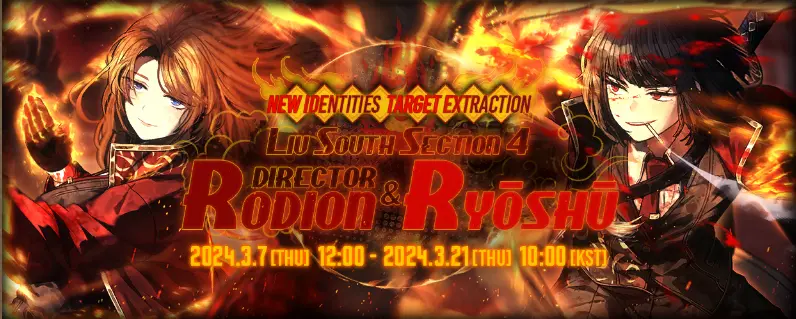 NEW IDENTITIES TARGET EXTRACTION
LIU SOUTH SECTION 4
DIRECTOR
RODION & RYŌSHŪ
2024.3.7 [THU] 12:00 - 2024.3.21 [THU] 10:00 [KST]